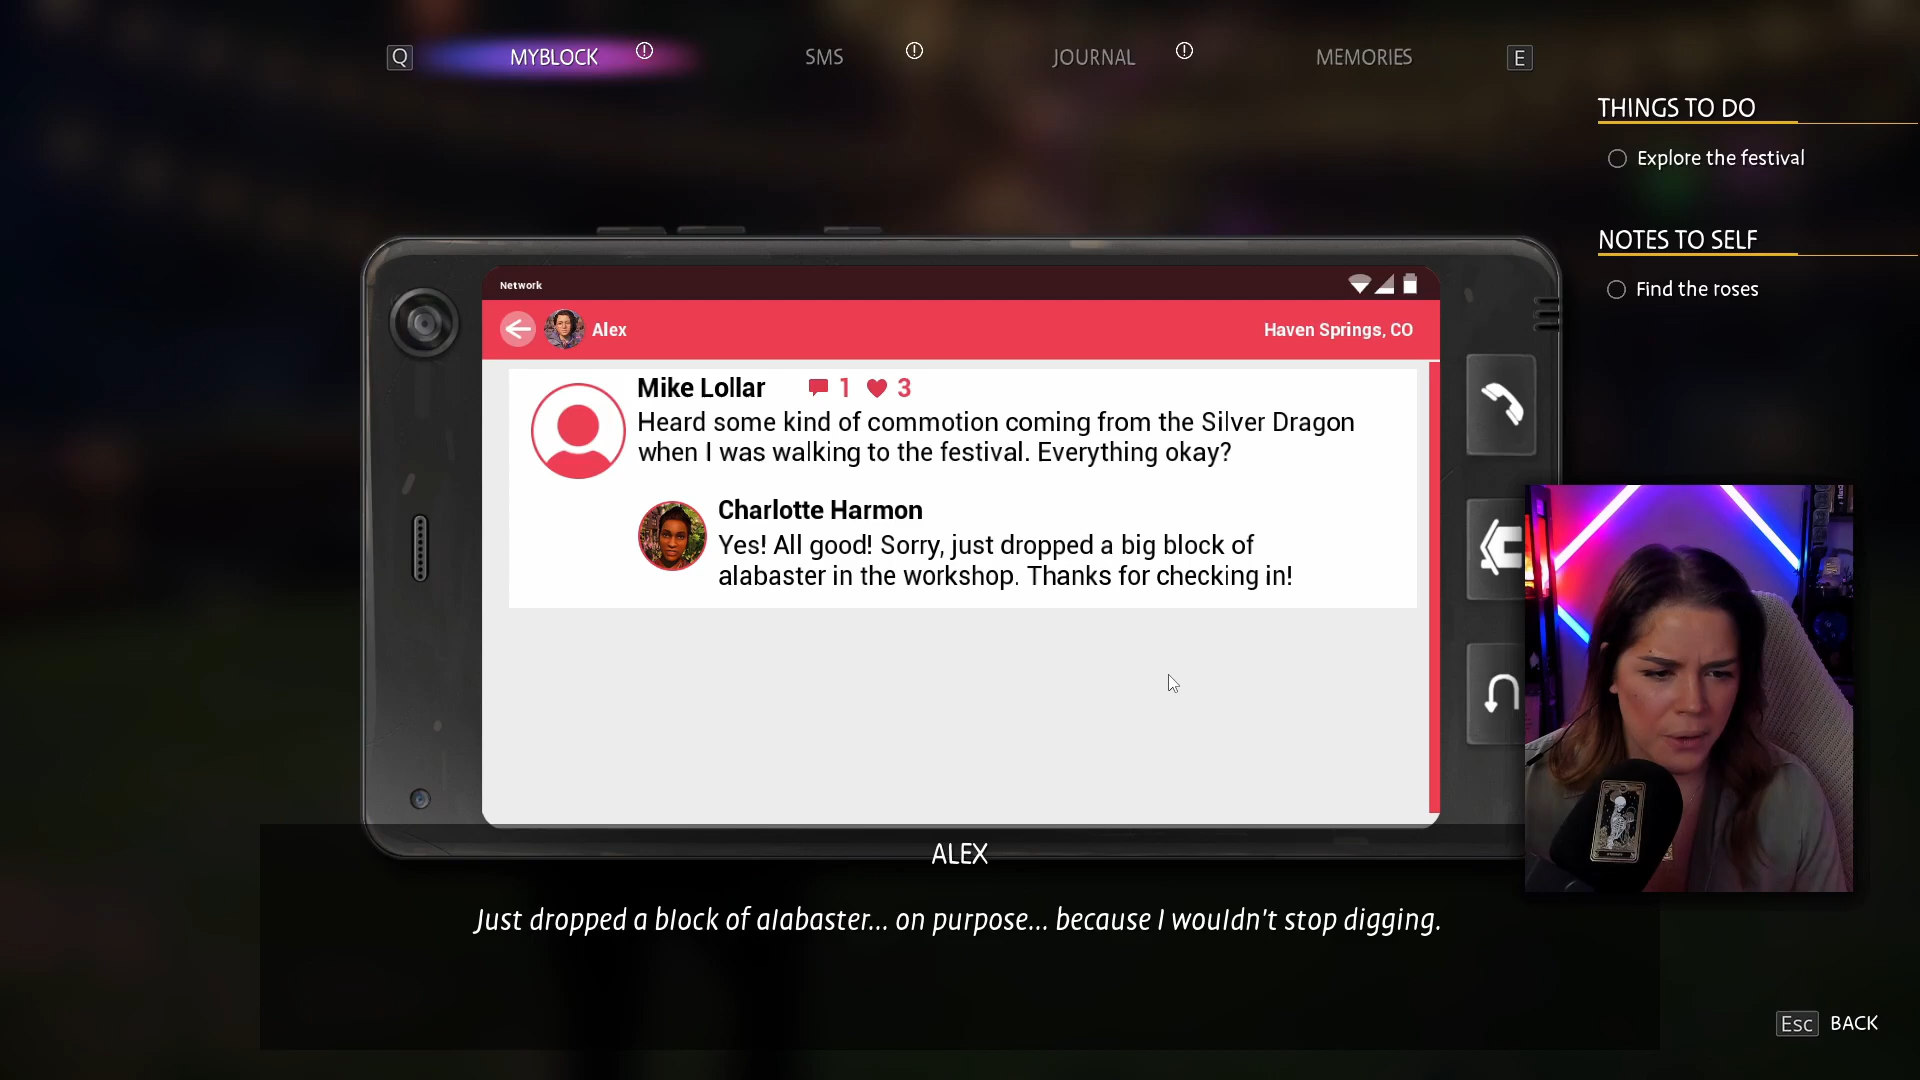 Q
MYBLOCK
SMS
JOURNAL
MEMORIES
E
THINGS TO DO
Explore the festival
NOTES TO SELF
Find the roses
Network
Alex
Haven Springs, CO
Mike Lollar 1 3
Heard some kind of commotion coming from the Silver Dragon
when I was walking to the festival. Everything okay?
Charlotte Harmon
Yes! All good! Sorry, just dropped a big block of
alabaster in the workshop. Thanks for checking in!
ALEX
Just dropped a block of alabaster... on purpose... because I wouldn't stop digging.
Esc BACK